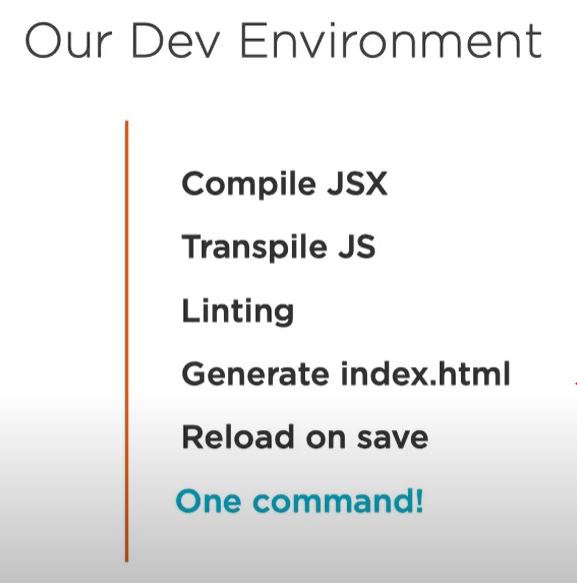 Our Dev Environment
Compile JSX
Transpile JS
Linting
Generate index.html
Reload on save
One command!